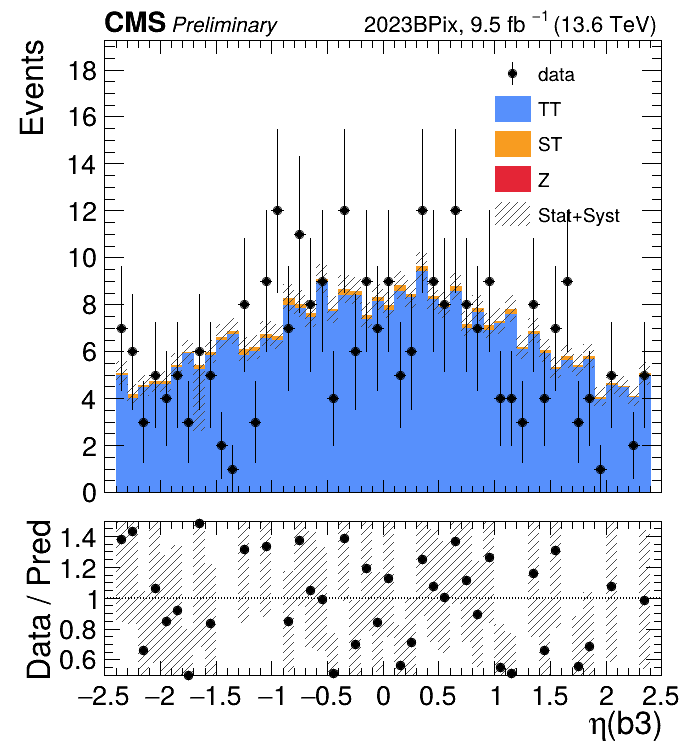 CMS Preliminary 2023BPix, 9.5 fb⁻¹ (13.6 TeV)
Events
18
16
14
12
10
8
6
4
2
0
data
TT
ST
Z
Stat+Syst
Data / Pred
1.4
1.2
1
0.8
0.6
−2.5 −2 −1.5 −1 −0.5 0 0.5 1 1.5 2 2.5
η(b3)